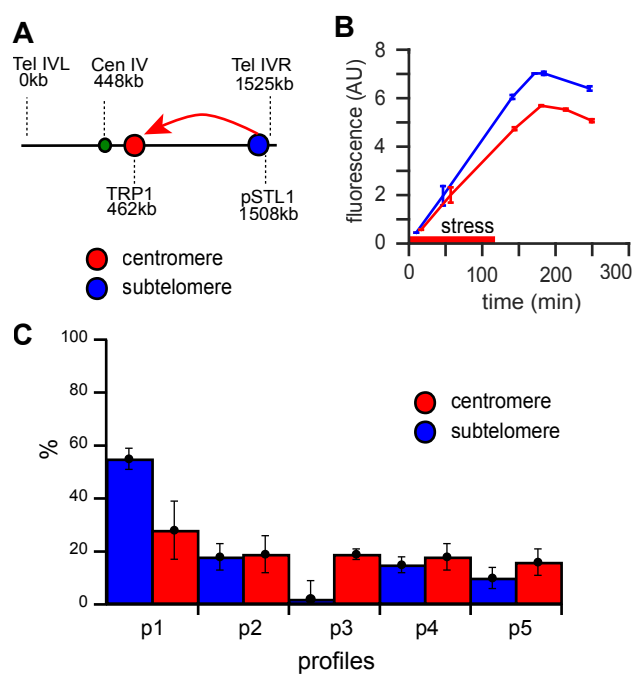 A
Tel IVL
0kb
Cen IV
448kb
Tel IVR
1525kb
TRP1
462kb
pSTL1
1508kb
centromere
subtelomere
B
fluorescence (AU)
8
6
4
2
0
stress
0
100
200
300
time (min)
C
%
100
80
60
40
20
0
centromere
subtelomere
p1
p2
p3
p4
p5
profiles